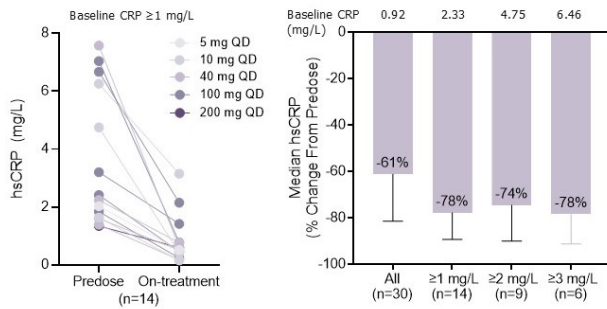 Baseline CRP ≥1 mg/L
8
6
4
2
0
hsCRP (mg/L)
5 mg QD
10 mg QD
40 mg QD
100 mg QD
200 mg QD
Predose
On-treatment
(n=14)
Baseline CRP
(mg/L)
0.92
2.33
4.75
6.46
0
-20
-40
-60
-80
-100
Median hsCRP
(% Change From Predose)
-61%
-78%
-74%
-78%
All
(n=30)
≥1 mg/L
(n=14)
≥2 mg/L
(n=9)
≥3 mg/L
(n=6)